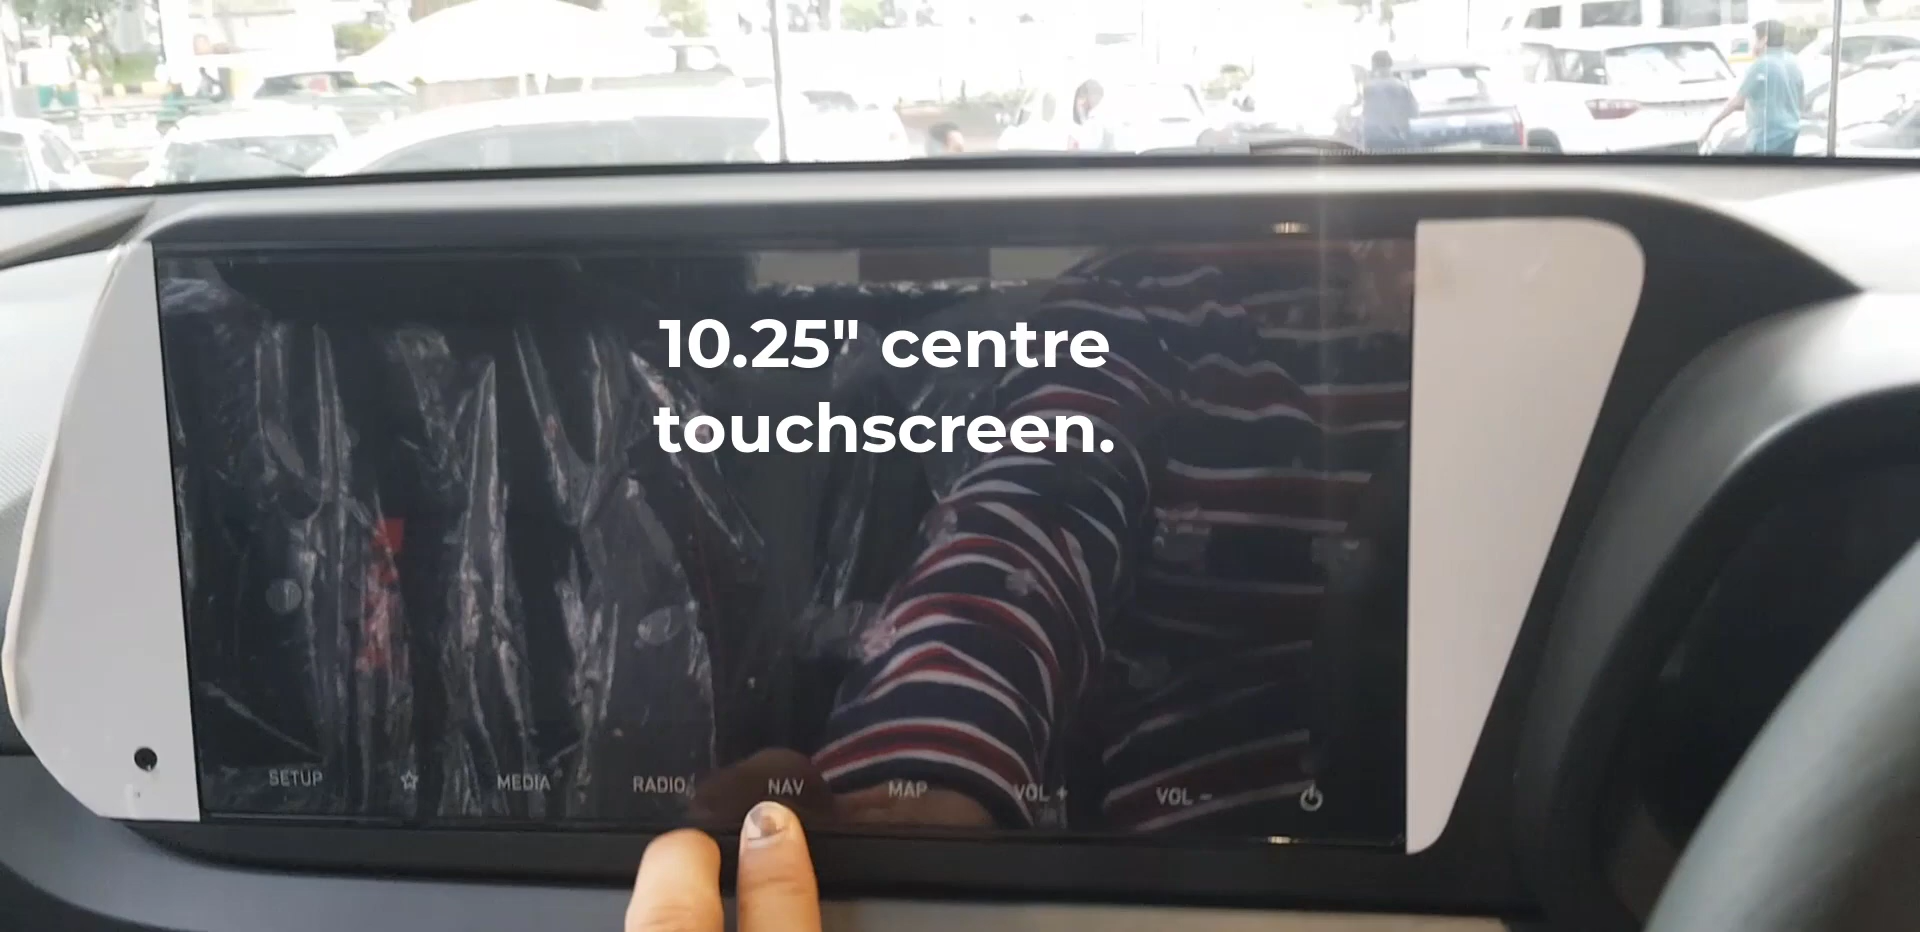 10.25" centre
touchscreen.
SETUP ☆ MEDIA RADIO NAV MAP VOL + VOL -